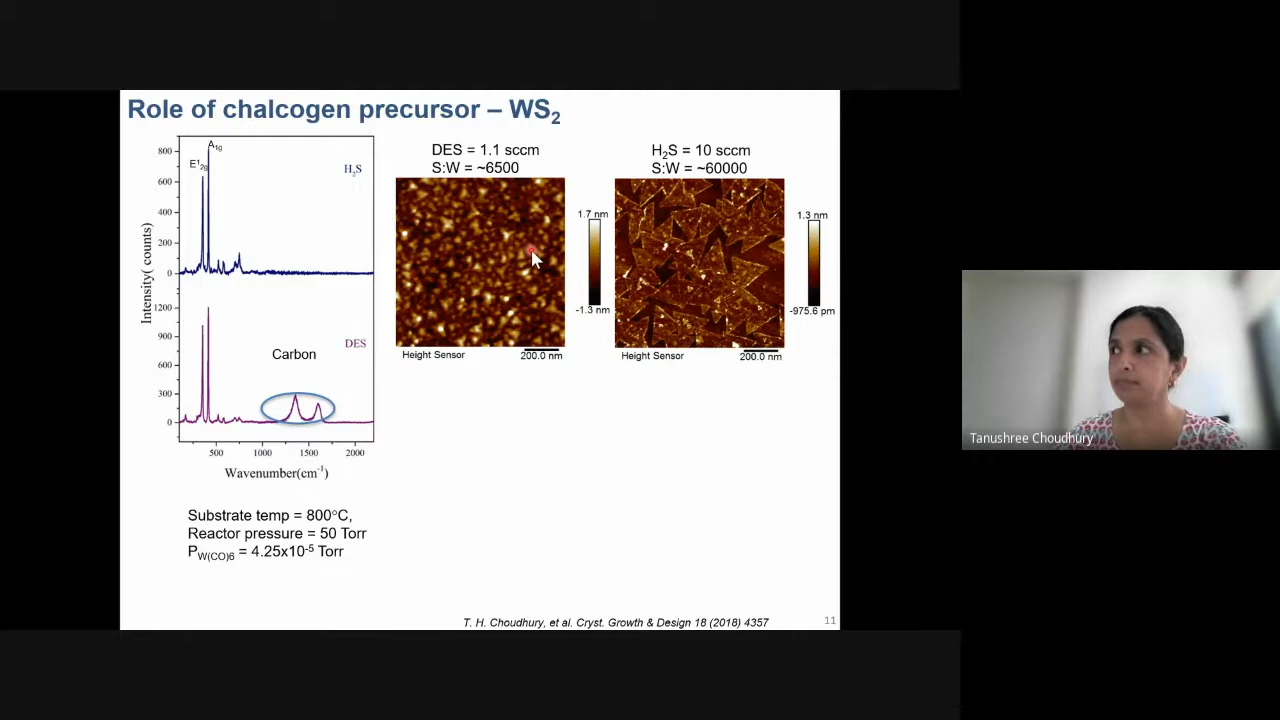 Role of chalcogen precursor – WS₂
A1g
E¹2g
H₂S
800
600
400
200
0
1200
900
600
300
0
DES
Carbon
Intensity( counts)
500 1000 1500 2000
Wavenumber(cm⁻¹)
DES = 1.1 sccm
S:W = ~6500
1.7 nm
-1.3 nm
Height Sensor
200.0 nm
H₂S = 10 sccm
S:W = ~60000
1.3 nm
-975.6 pm
Height Sensor
200.0 nm
Substrate temp = 800°C,
Reactor pressure = 50 Torr
PW(CO)6 = 4.25x10⁻⁵ Torr
T. H. Choudhury, et al. Cryst. Growth & Design 18 (2018) 4357
11
Tanushree Choudhury